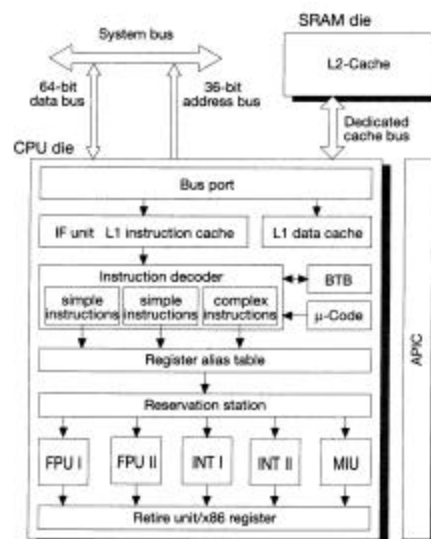 System bus
SRAM die
L2-Cache
64-bit
data bus
36-bit
address bus
Dedicated
cache bus
CPU die
Bus port
IF unit L1 instruction cache
L1 data cache
Instruction decoder
simple
instructions
simple
instructions
complex
instructions
BTB
μ-Code
Register alias table
Reservation station
FPU I
FPU II
INT I
INT II
MIU
Retire unit/x86 register
APIC